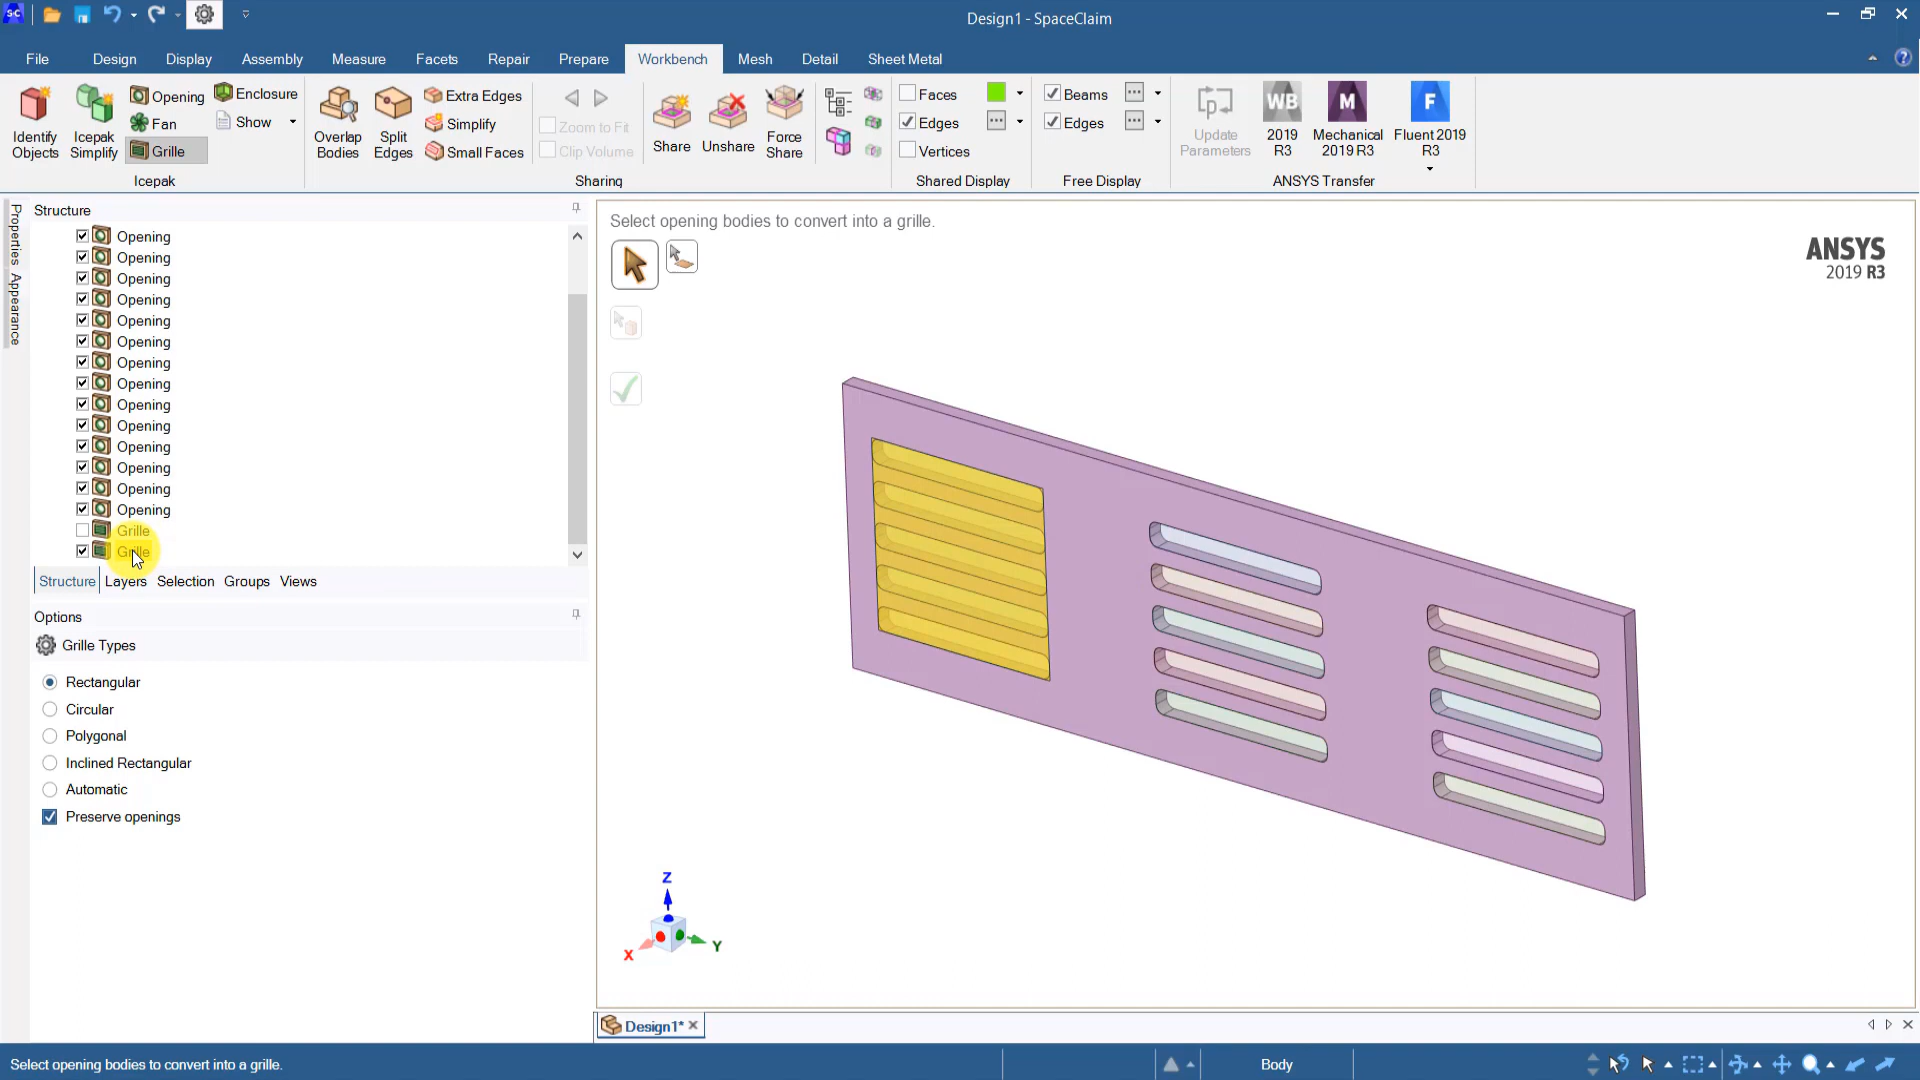 SC
Design1 - SpaceClaim
File Design Display Assembly Measure Facets Repair Prepare Workbench Mesh Detail Sheet Metal
Identify Objects
Icepak Simplify
Opening
Fan
Grille
Enclosure
Show
Icepak
Overlap Bodies
Split Edges
Extra Edges
Simplify
Small Faces
Zoom to Fit
Clip Volume
Share
Unshare
Force Share
Sharing
Faces
Edges
Vertices
Shared Display
Beams
Edges
Free Display
Update Parameters
WB
2019 R3
M
Mechanical 2019 R3
F
Fluent 2019 R3
ANSYS Transfer
Properties
Appearance
Structure
Opening
Opening
Opening
Opening
Opening
Opening
Opening
Opening
Opening
Opening
Opening
Opening
Opening
Opening
Grille
Grille
Structure Layers Selection Groups Views
Options
Grille Types
Rectangular
Circular
Polygonal
Inclined Rectangular
Automatic
Preserve openings
Select opening bodies to convert into a grille.
ANSYS
2019 R3
Z
X
Y
Design1*
Select opening bodies to convert into a grille.
Body